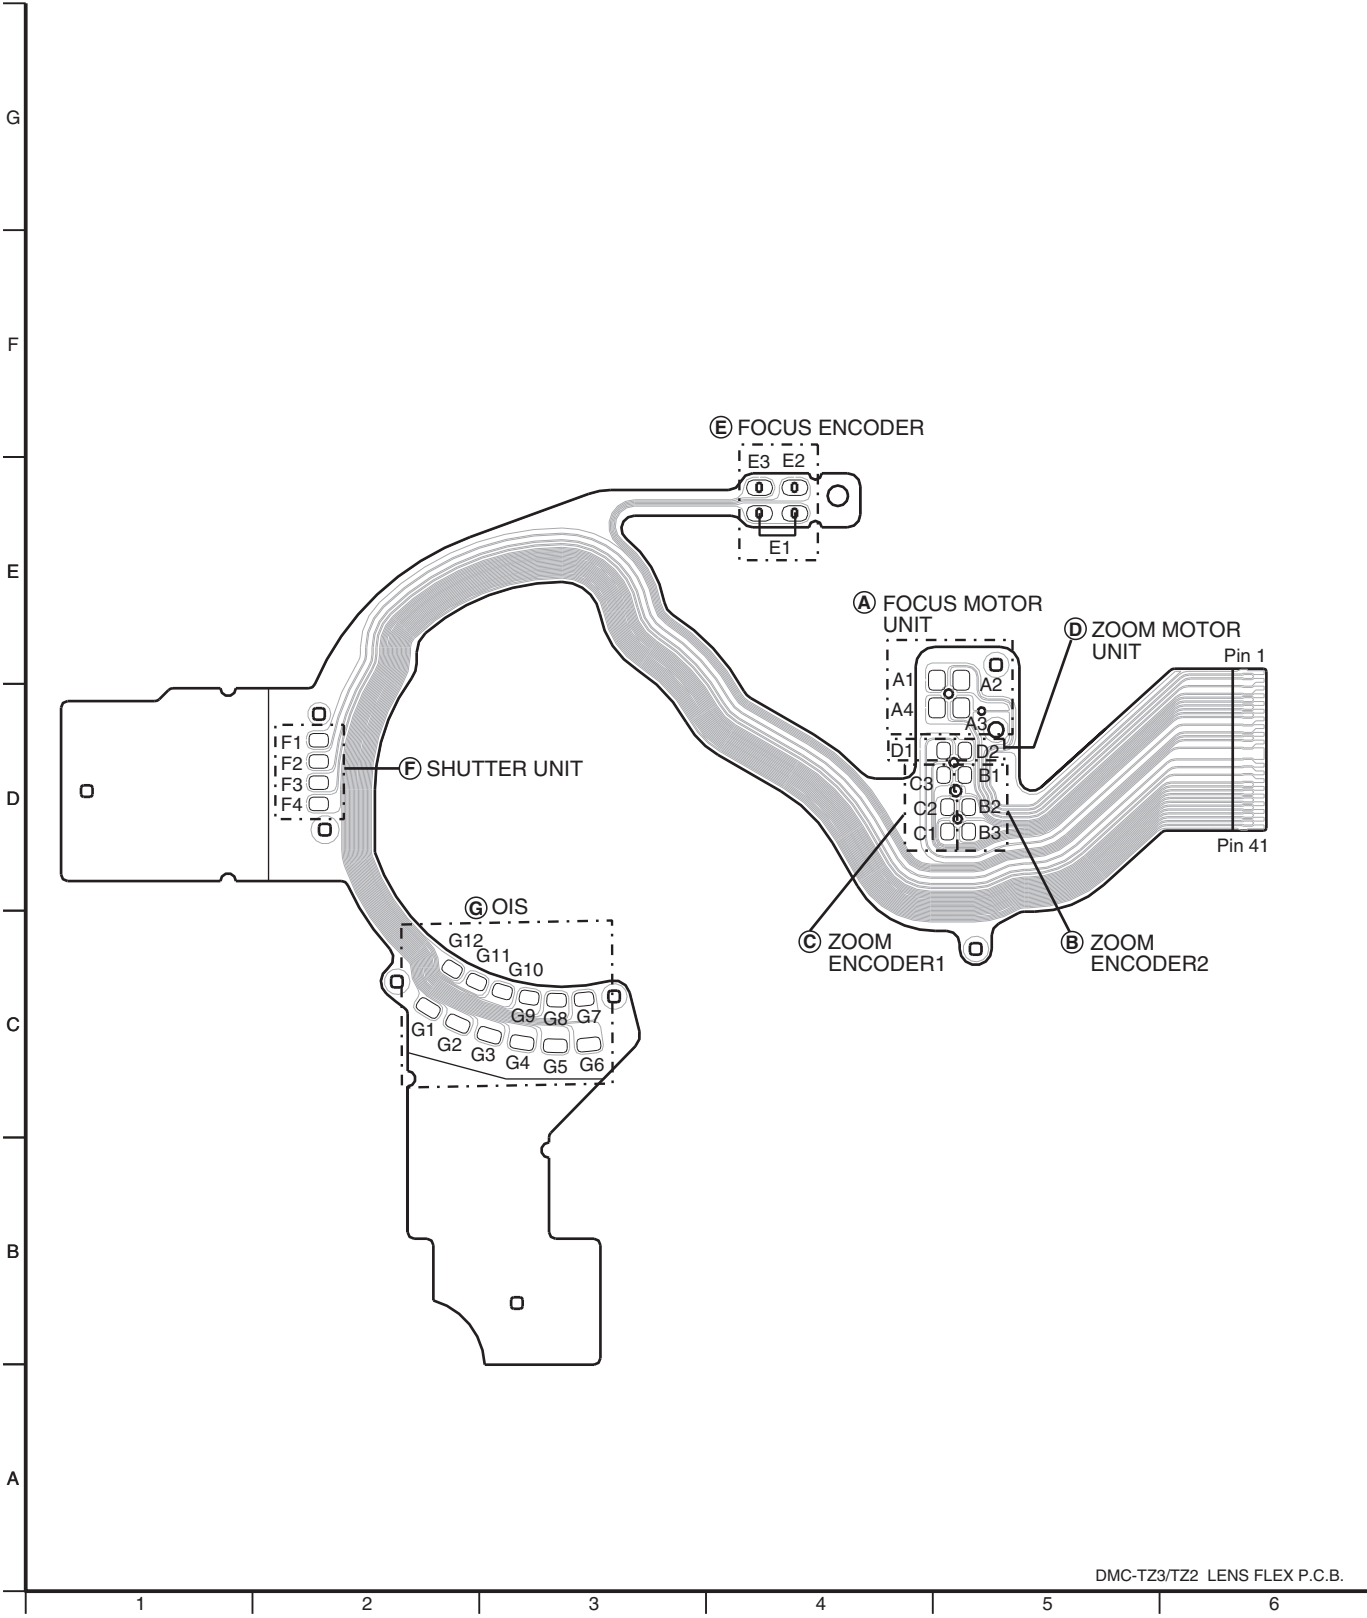 G
F
Ⓔ FOCUS ENCODER
E3 E2
E1
E
Ⓐ FOCUS MOTOR
UNIT
Ⓓ ZOOM MOTOR
UNIT
Pin 1
A1 A2
A4
A3
F1
F2
F3
F4
Ⓕ SHUTTER UNIT
D1 D2
C3 B1
C2 B2
C1 B3
D
Pin 41
Ⓖ OIS
G12
G11
G10
G9 G8 G7
G1
G2
G3
G4
G5 G6
Ⓒ ZOOM
ENCODER1
Ⓑ ZOOM
ENCODER2
C
B
A
DMC-TZ3/TZ2 LENS FLEX P.C.B.
1 2 3 4 5 6